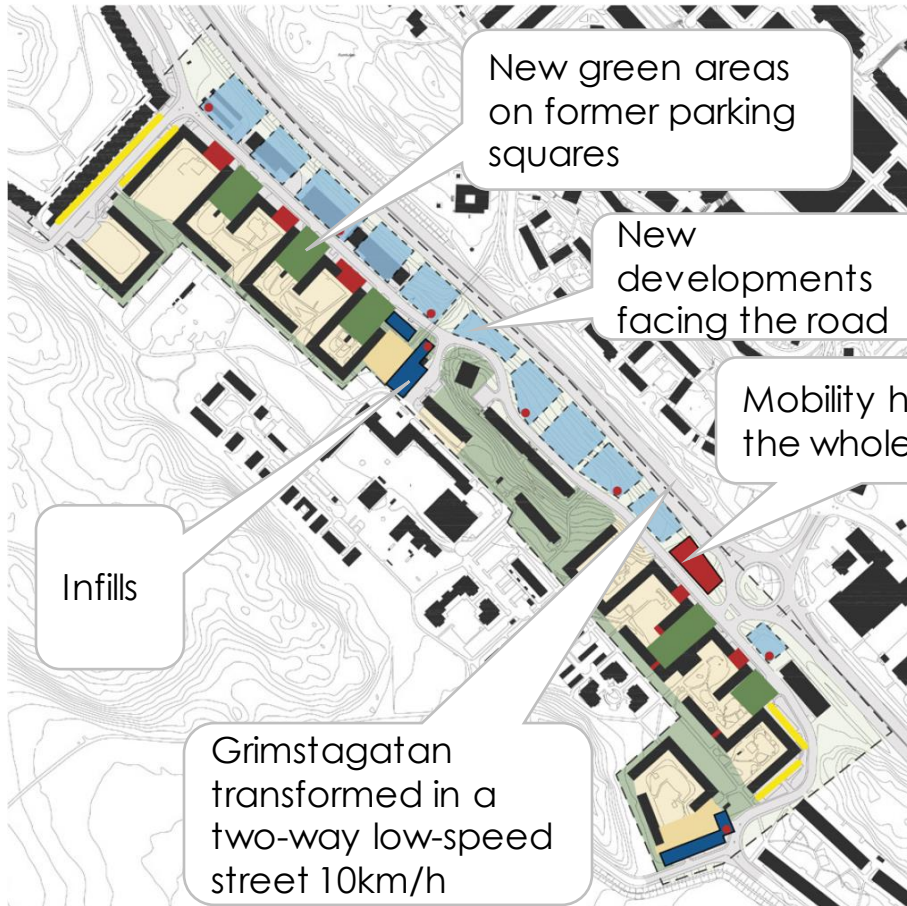 New green areas
on former parking
squares
New
developments
facing the road
Mobility h
the whole
Infills
Grimstagatan
transformed in a
two-way low-speed
street 10km/h